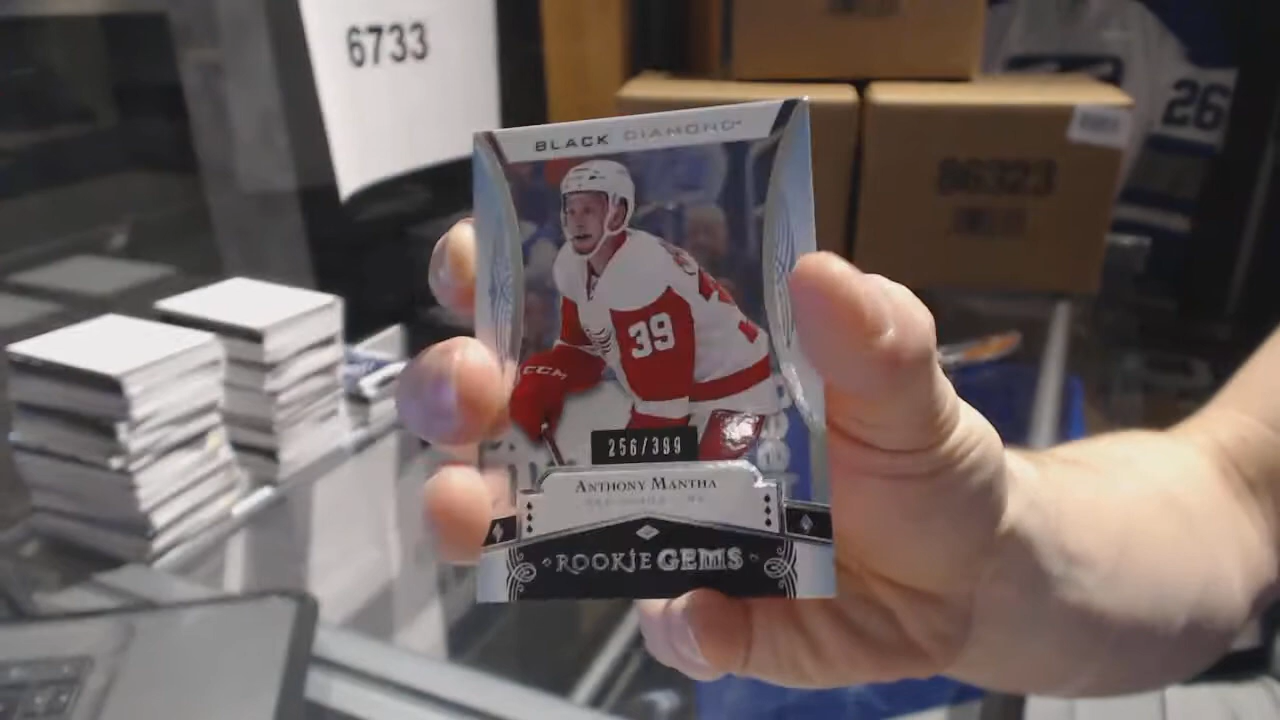 6733
26
86323
BLACK DIAMOND
39
CCM
256/399
ANTHONY MANTHA
ROOKIE GEMS